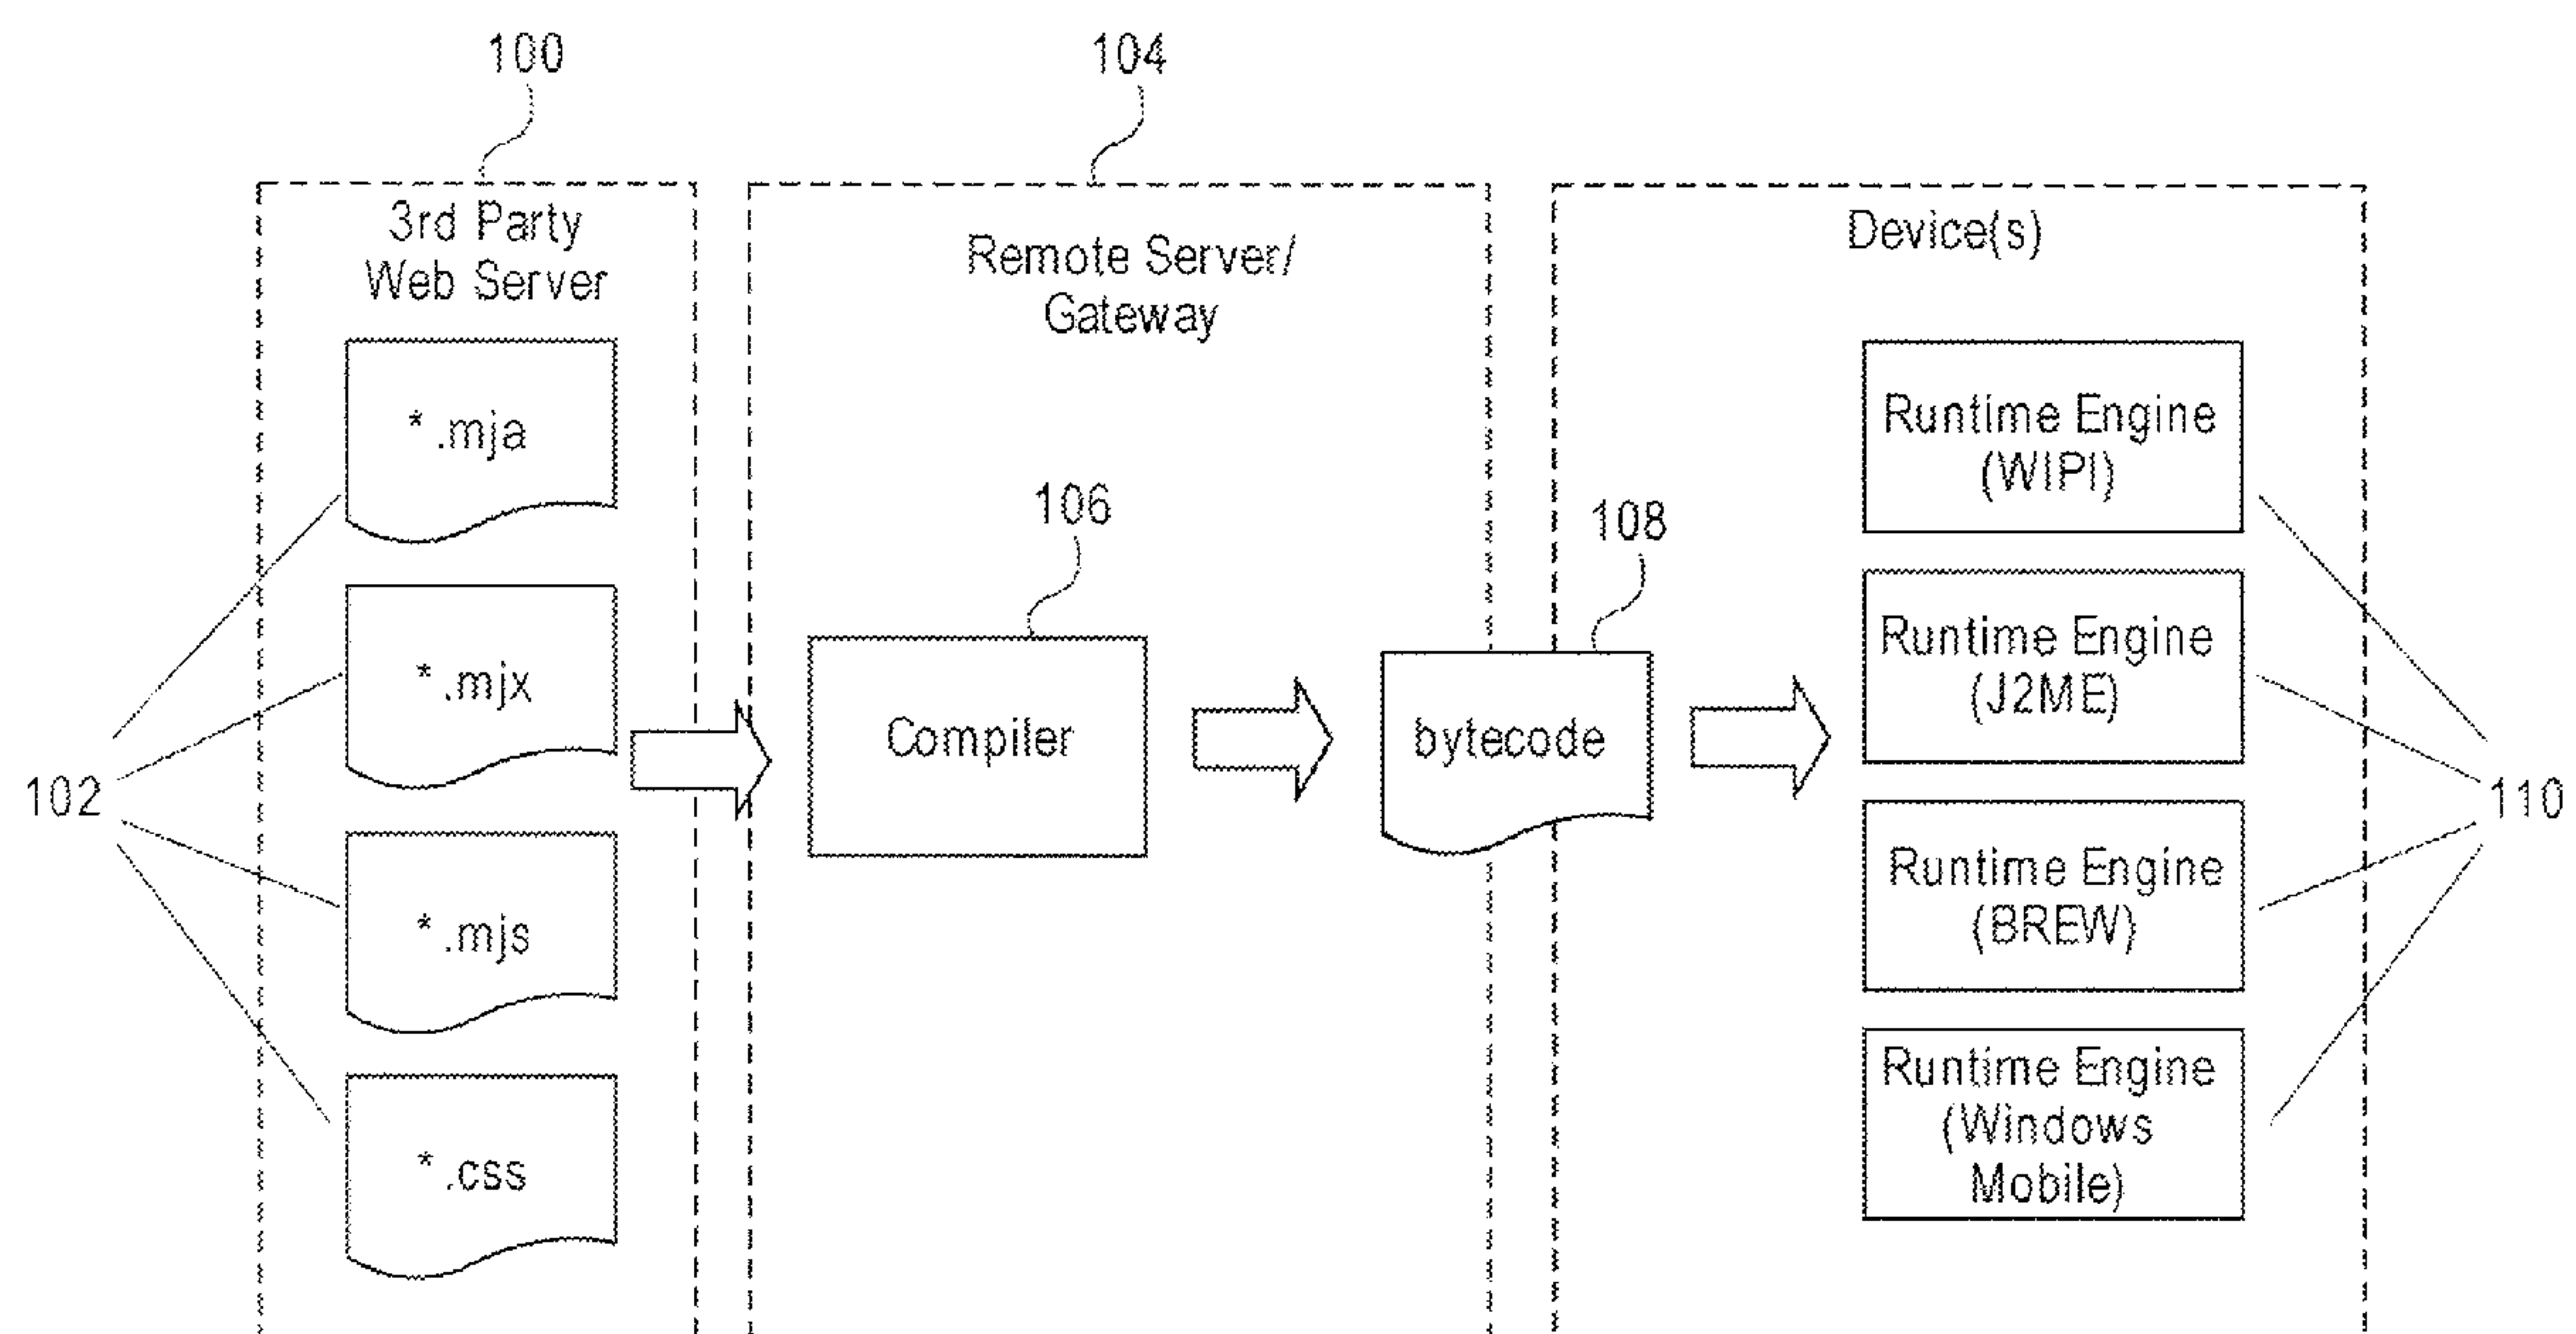 100
104
3rd Party
Web Server
Remote Server/
Gateway
Device(s)
* .mja
* .mjx
* .mjs
* .css
102
106
Compiler
108
bytecode
Runtime Engine
(WIPI)
Runtime Engine
(J2ME)
Runtime Engine
(BREW)
Runtime Engine
(Windows
Mobile)
110